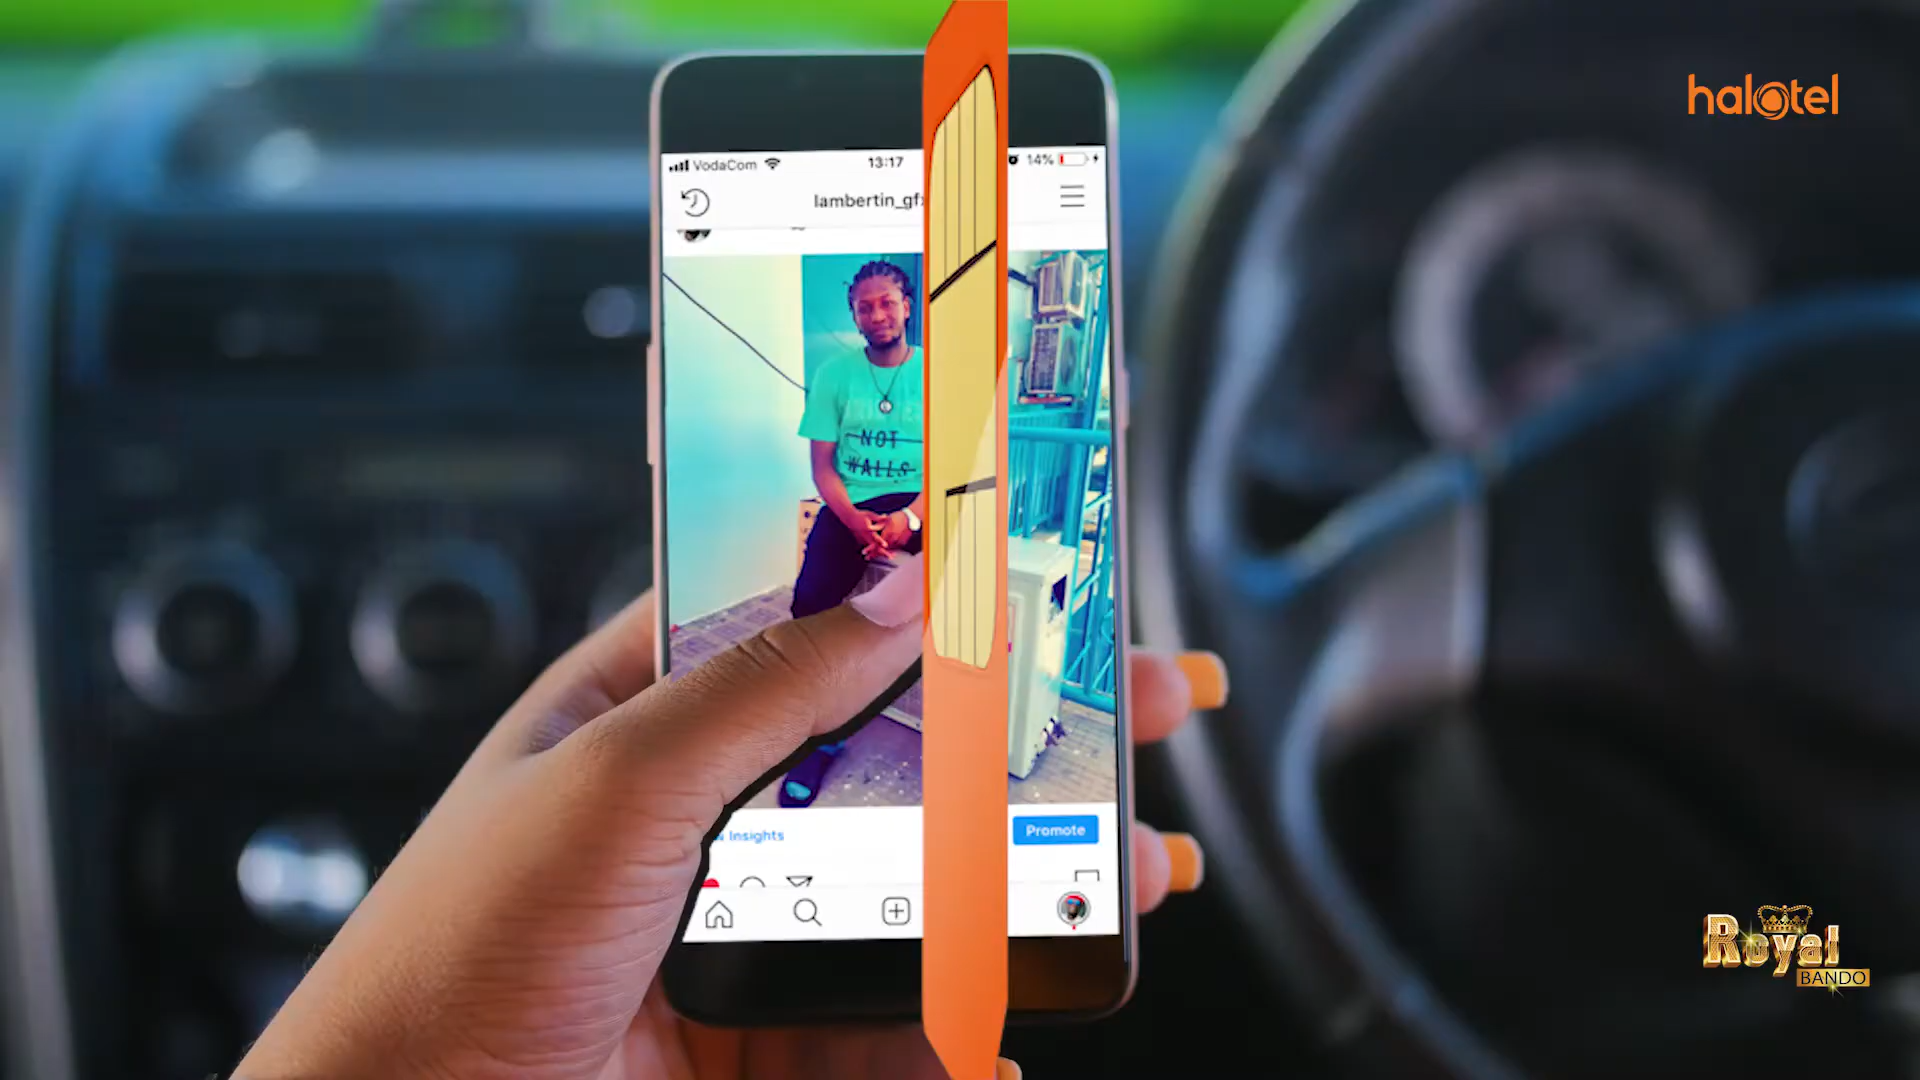 halotel
VodaCom
13:17
14%
lambertin_gf
NOT
WALLS
Insights
Promote
Royal
BANDO